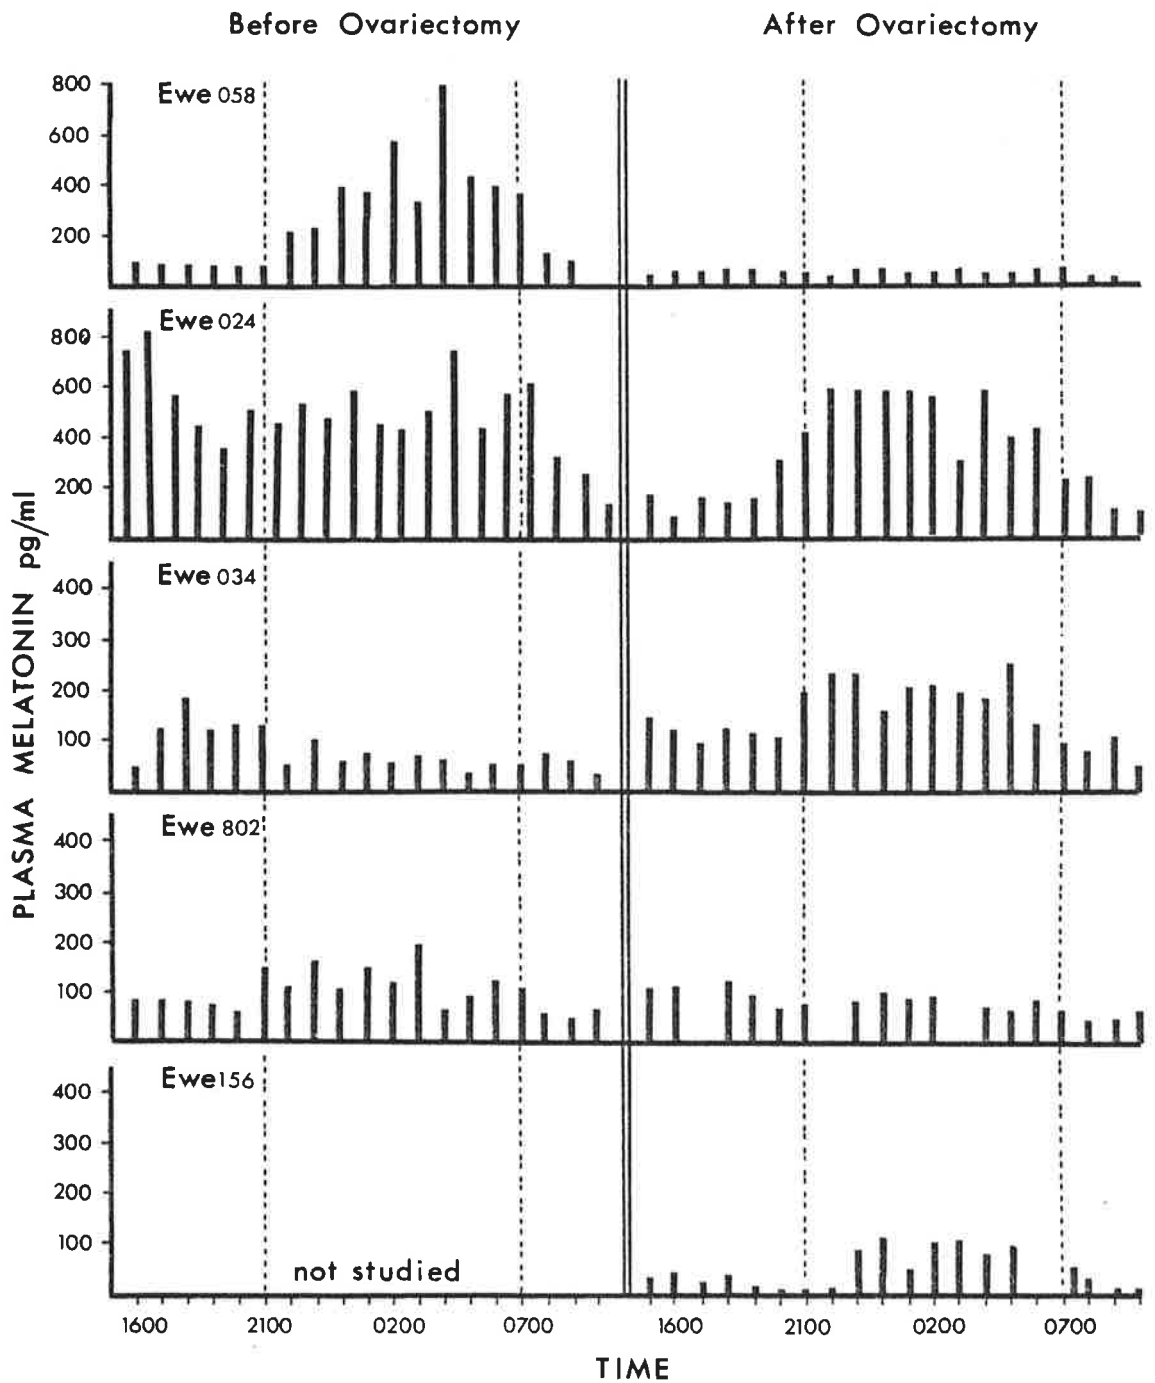 Before Ovariectomy After Ovariectomy
Ewe 058
800
600
400
200
Ewe 024
800
600
400
200
Ewe 034
400
300
200
100
Ewe 802
400
300
200
100
Ewe 156
400
300
200
100
not studied
PLASMA MELATONIN pg/ml
1600 2100 0200 0700 1600 2100 0200 0700
TIME